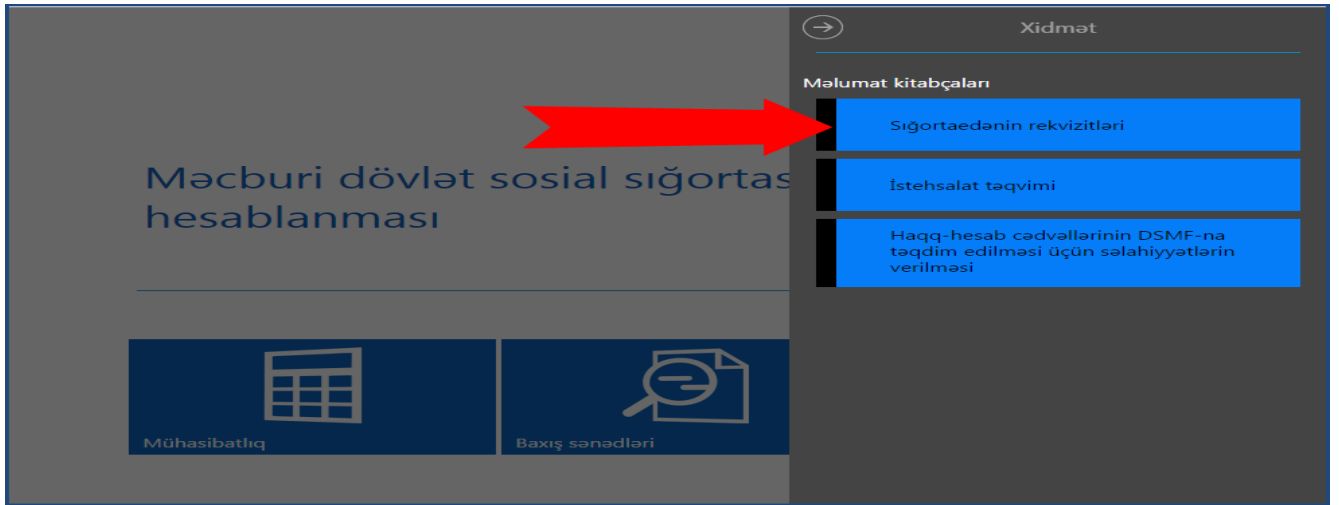 Xidmət
Məlumat kitabçaları
Sığortaedənin rekvizitləri
İstehsalat təqvimi
Haqq-hesab cədvəllərinin DSMF-na
təqdim edilməsi üçün səlahiyyətlərin
verilməsi
Məcburi dövlət sosial sığortas
hesablanması
Mühasibatlıq
Baxış sənədləri